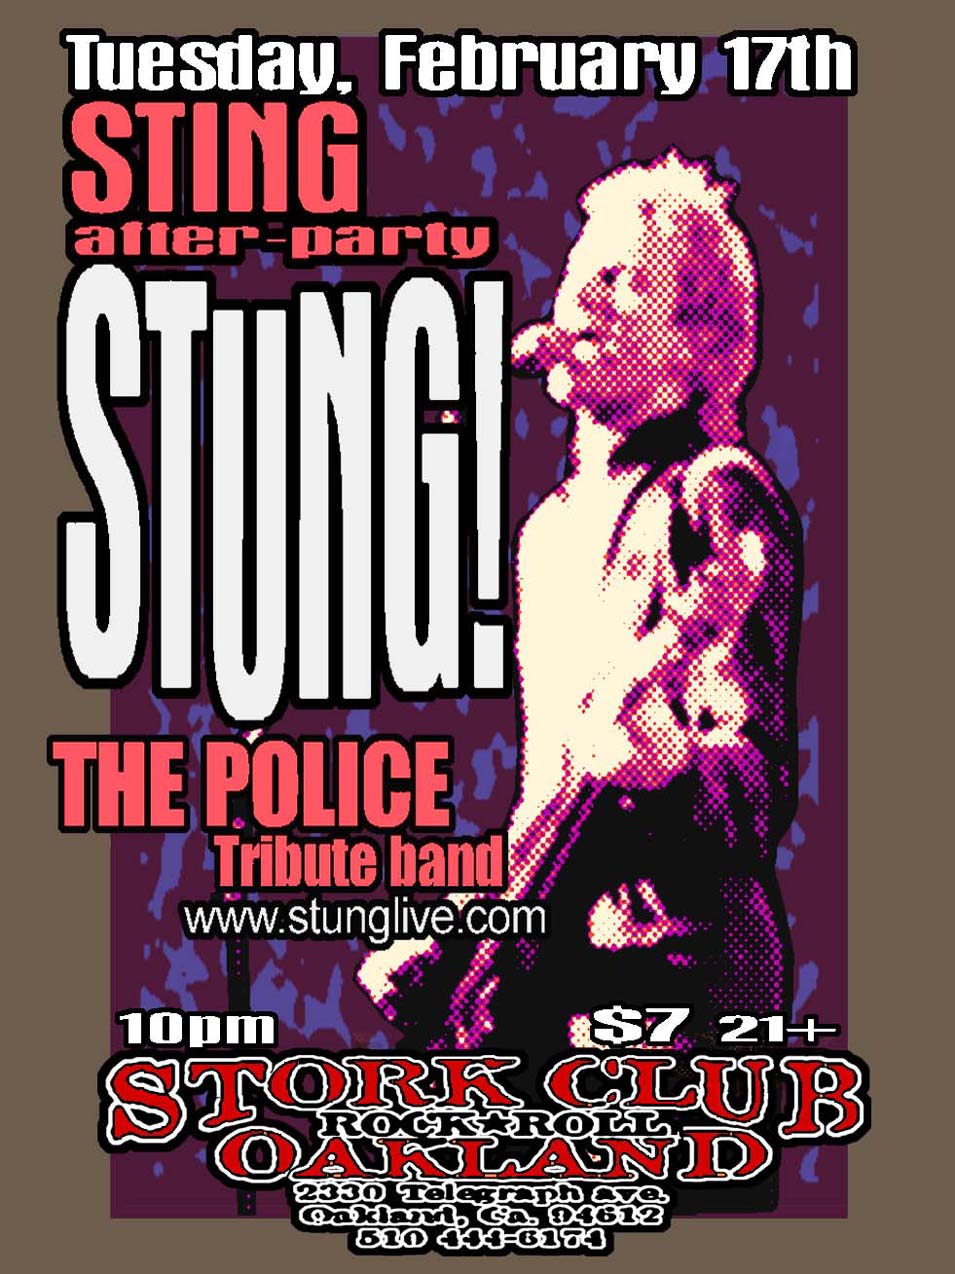 Tuesday, February 17th
STING
after-party
STUNG!
THE POLICE
Tribute band
www.stunglive.com
10pm $7 21+
STORK CLUB
ROCK★ROLL
OAKLAND
2330 Telegraph ave.
Oakland, Ca. 94612
510 444-6174